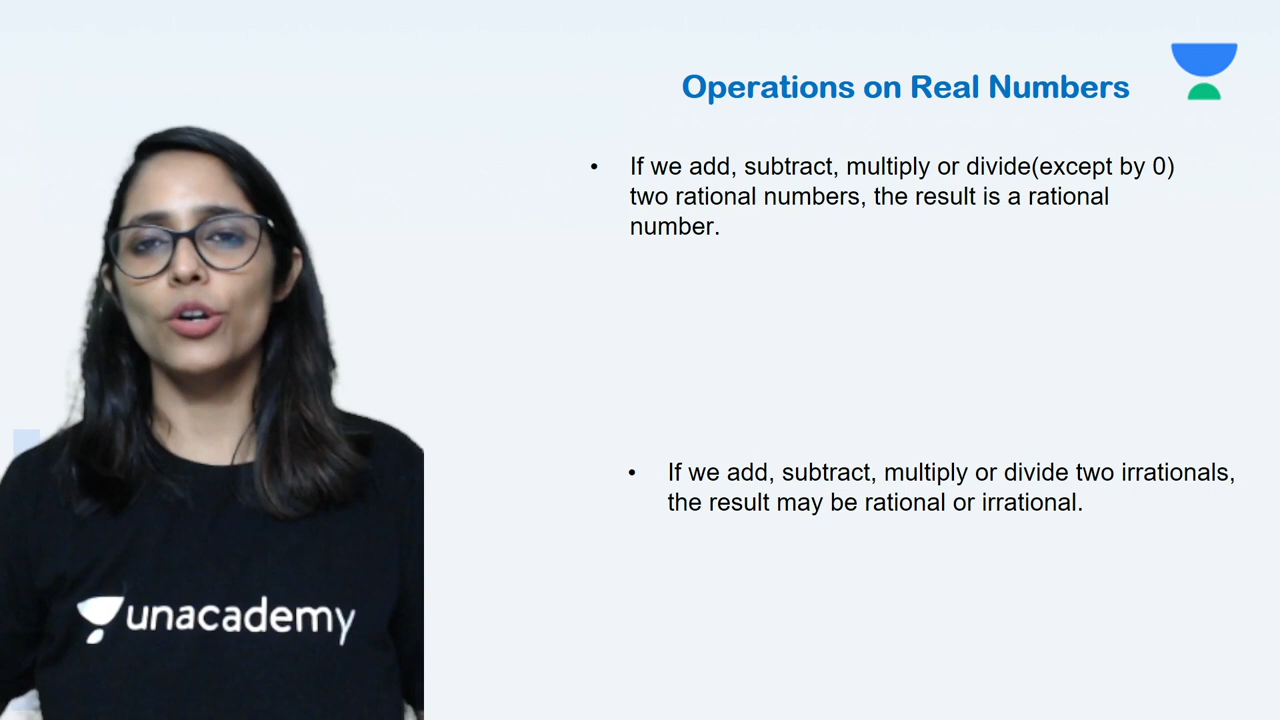 Operations on Real Numbers
• If we add, subtract, multiply or divide(except by 0)
two rational numbers, the result is a rational
number.
• If we add, subtract, multiply or divide two irrationals,
the result may be rational or irrational.
unacademy